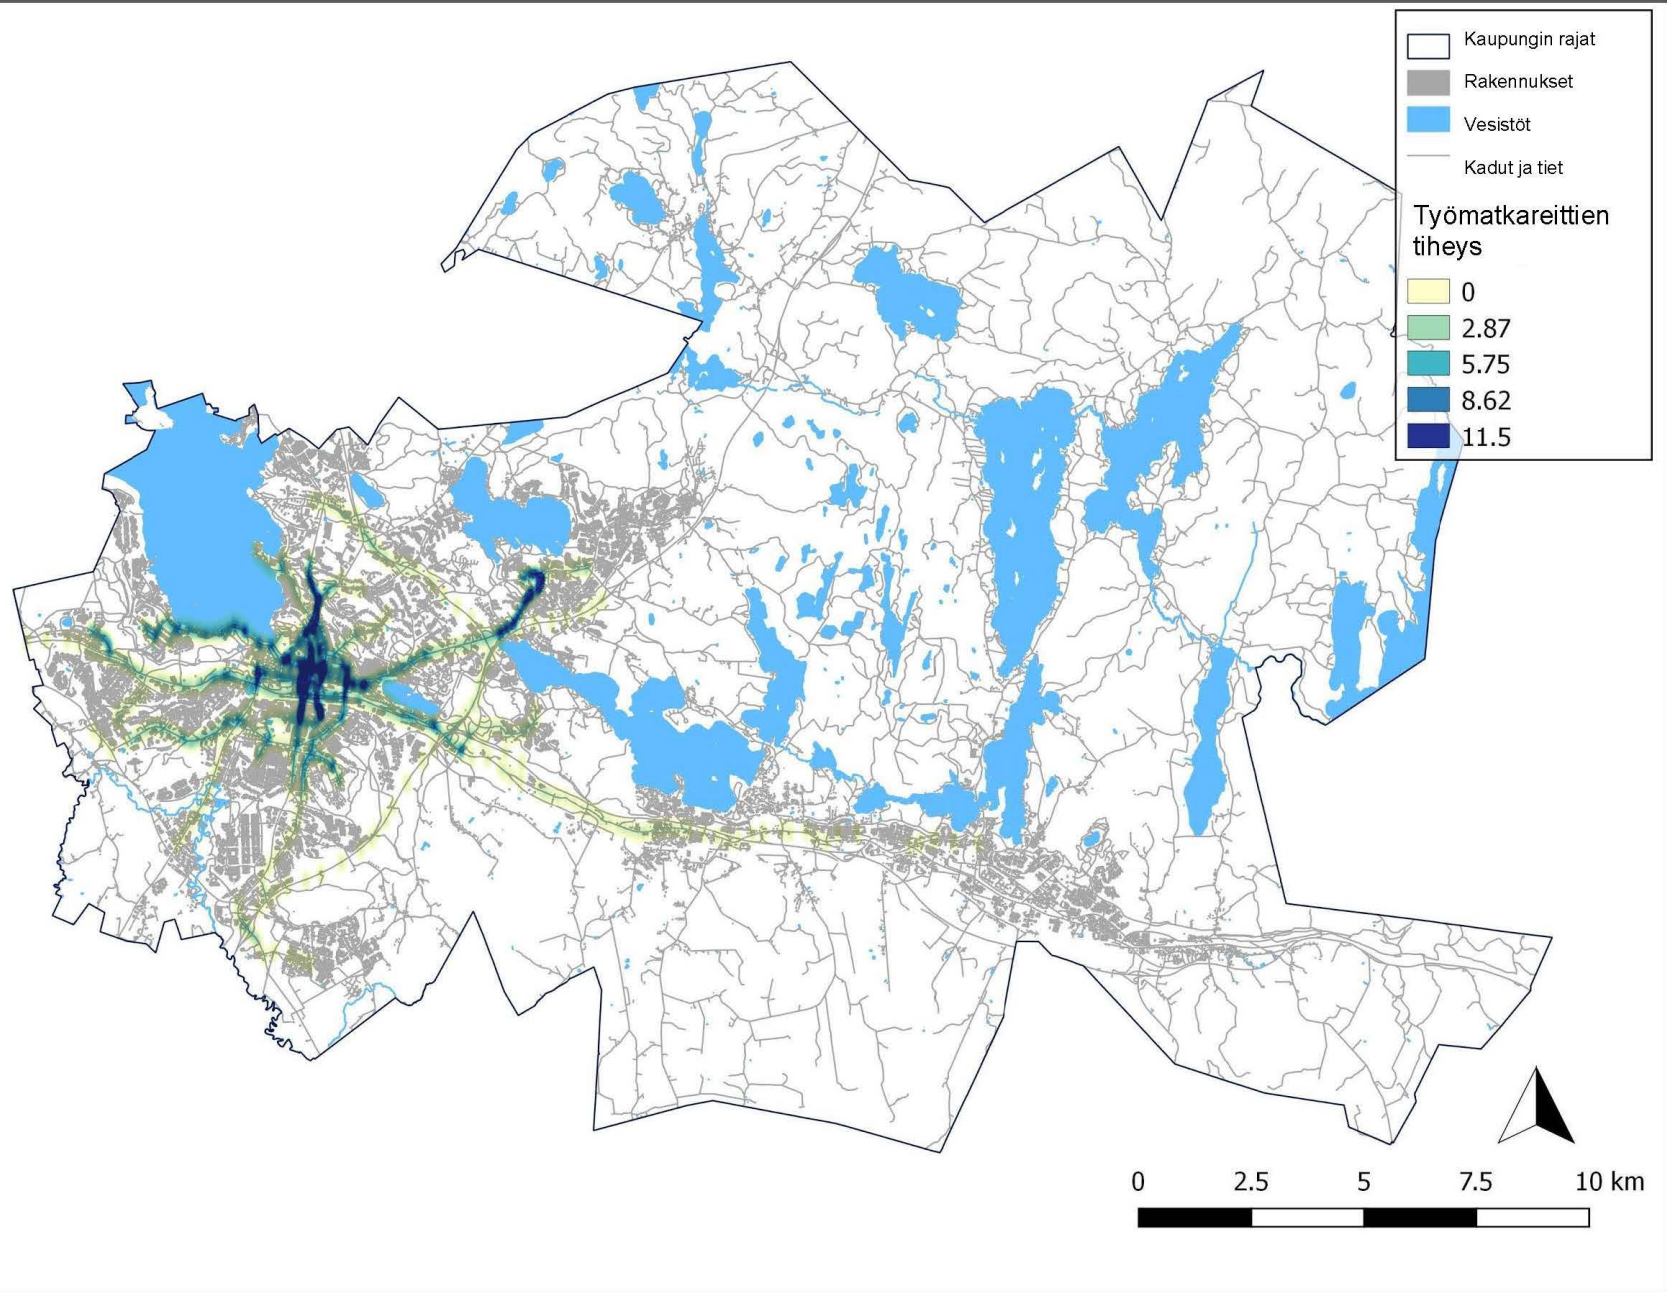 Kaupungin rajat
Rakennukset
Vesistöt
Kadut ja tiet
Työmatkareittien
tiheys
0
2.87
5.75
8.62
11.5
0 2.5 5 7.5 10 km